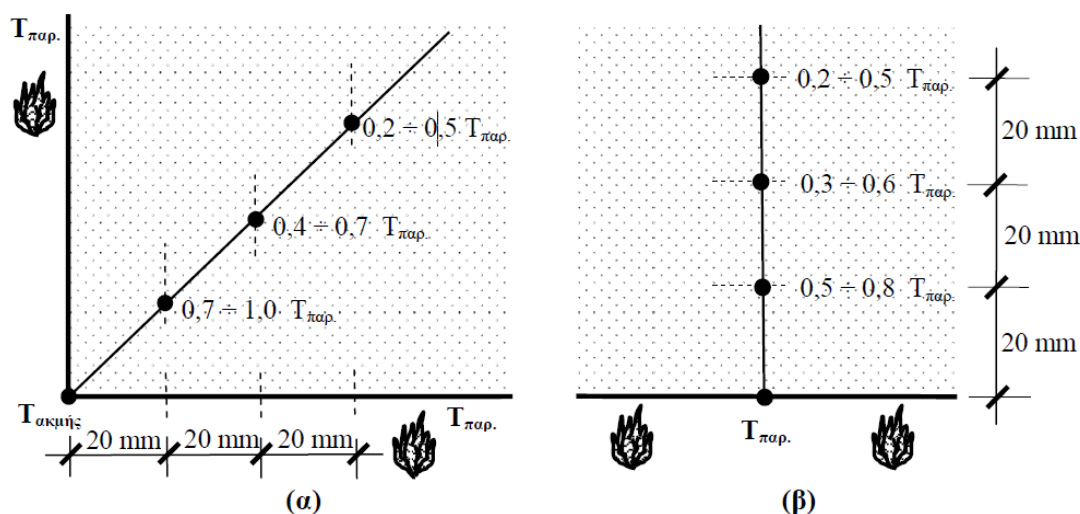 Τπαρ.
0,2 ÷ 0,5 Τπαρ.
0,4 ÷ 0,7 Τπαρ.
0,7 ÷ 1,0 Τπαρ.
Τακμής
Τπαρ.
20 mm
20 mm
20 mm
(α)
0,2 ÷ 0,5 Τπαρ.
20 mm
0,3 ÷ 0,6 Τπαρ.
20 mm
0,5 ÷ 0,8 Τπαρ.
20 mm
Τπαρ.
(β)